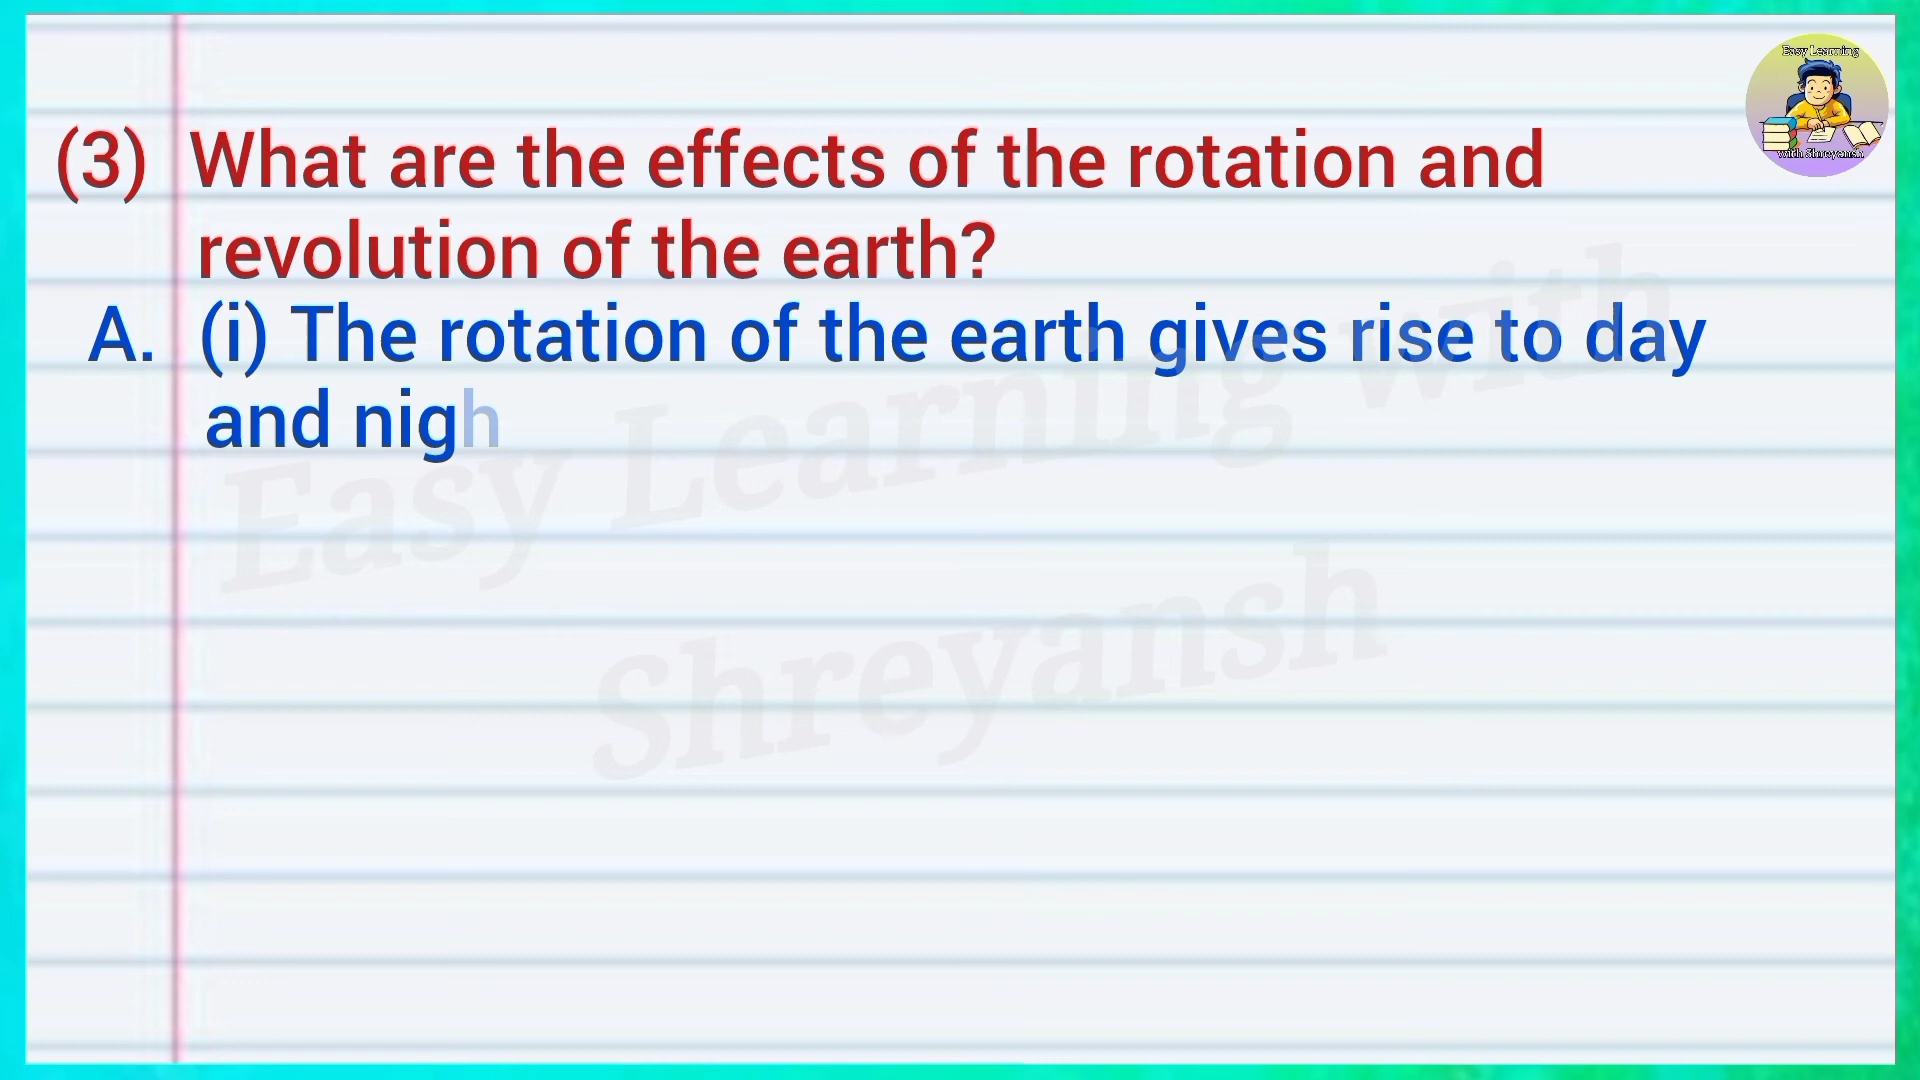 Easy Learning
with Shreyansh
(3) What are the effects of the rotation and
revolution of the earth?
A. (i) The rotation of the earth gives rise to day
and nigh
Easy Learning with
Shreyansh